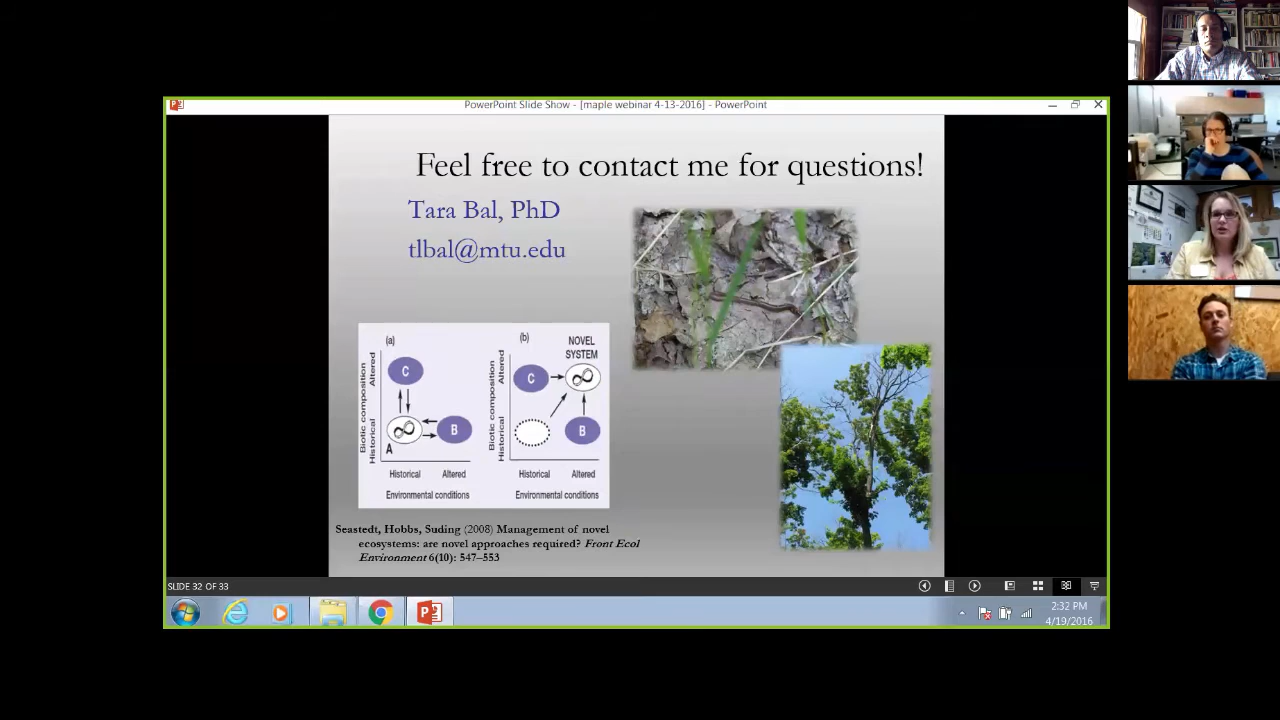 PowerPoint Slide Show - [maple webinar 4-13-2016] - PowerPoint
Feel free to contact me for questions!
Tara Bal, PhD
tlbal@mtu.edu
(a)
Biotic composition
Historical Altered
C
B
A
Historical Altered
Environmental conditions
(b)
NOVEL
SYSTEM
Biotic composition
Historical Altered
C
B
Historical Altered
Environmental conditions
Seastedt, Hobbs, Suding (2008) Management of novel
ecosystems: are novel approaches required? Front Ecol
Environment 6(10): 547–553
SLIDE 32 OF 33
2:32 PM
4/19/2016